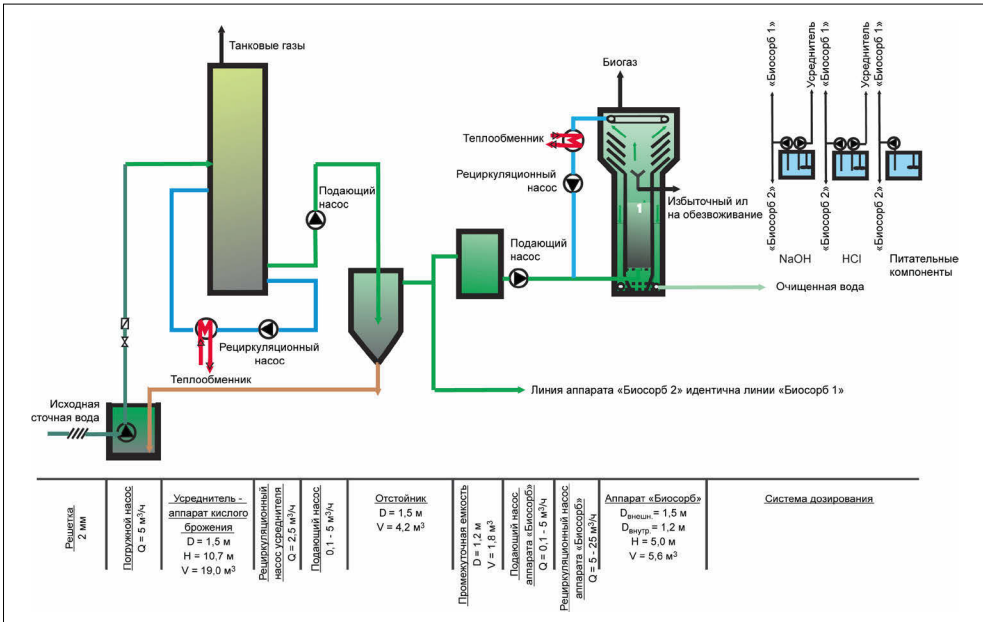 Танковые газы
Биогаз
Теплообменник
Рециркуляционный
насос
Избыточный ил
на обезвоживание
1
Подающий
насос
Подающий
насос
Очищенная вода
Рециркуляционный
насос
Теплообменник
Исходная
сточная вода
Линия аппарата «Биосорб 2» идентична линии «Биосорб 1»
«Биосорб 1»
Усреднитель
«Биосорб 1»
Усреднитель
«Биосорб 1»
«Биосорб 2»
«Биосорб 2»
«Биосорб 2»
NaOH
HCl
Питательные
компоненты
Решетка
2 мм
Погружной насос
Q = 5 м³/ч
Усреднитель -
аппарат кислого
брожения
D = 1,5 м
H = 10,7 м
V = 19,0 м³
Рециркуляционный
насос усреднителя
Q = 2,5 м³/ч
Подающий насос
0,1 - 5 м³/ч
Отстойник
D = 1,5 м
V = 4,2 м³
Промежуточная емкость
D = 1,2 м
V = 1,8 м³
Подающий насос
аппарата «Биосорб»
Q = 0,1 - 5 м³/ч
Рециркуляционный насос
аппарата «Биосорб»
Q = 5 - 25 м³/ч
Аппарат «Биосорб»
Dвнешн. = 1,5 м
Dвнутр. = 1,2 м
H = 5,0 м
V = 5,6 м³
Система дозирования